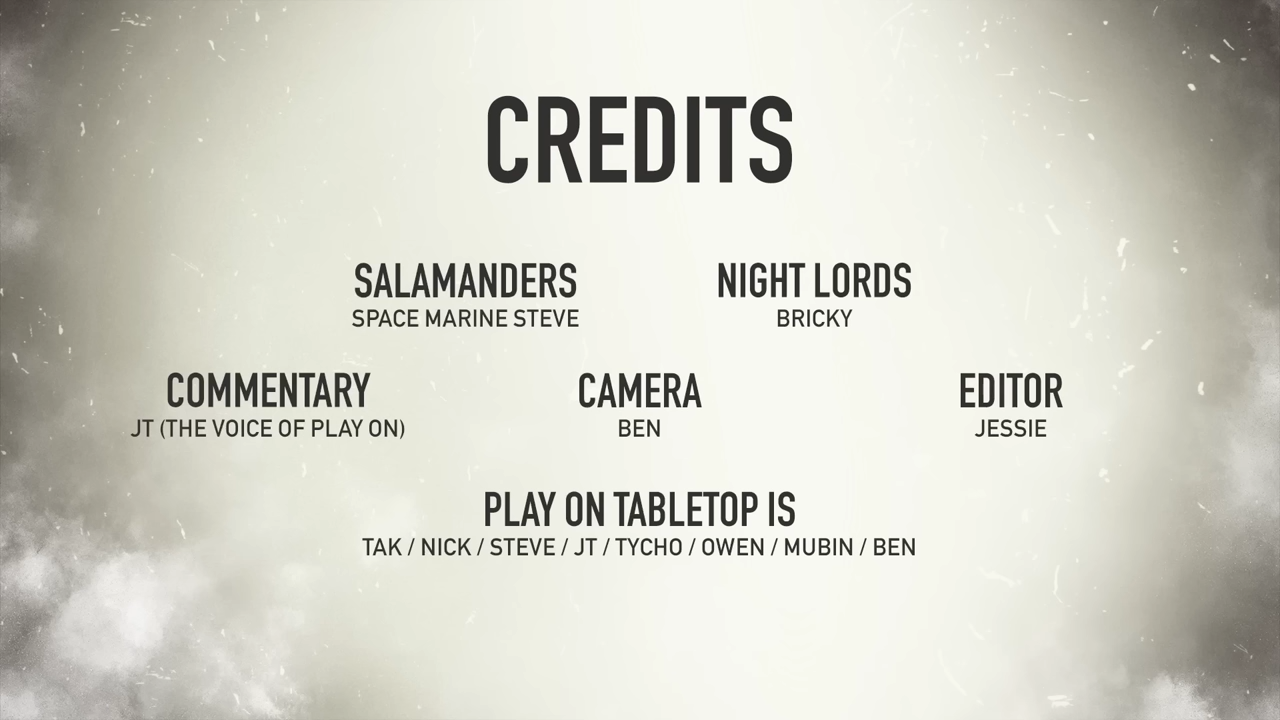 CREDITS
SALAMANDERS
SPACE MARINE STEVE
NIGHT LORDS
BRICKY
COMMENTARY
JT (THE VOICE OF PLAY ON)
CAMERA
BEN
EDITOR
JESSIE
PLAY ON TABLETOP IS
TAK / NICK / STEVE / JT / TYCHO / OWEN / MUBIN / BEN